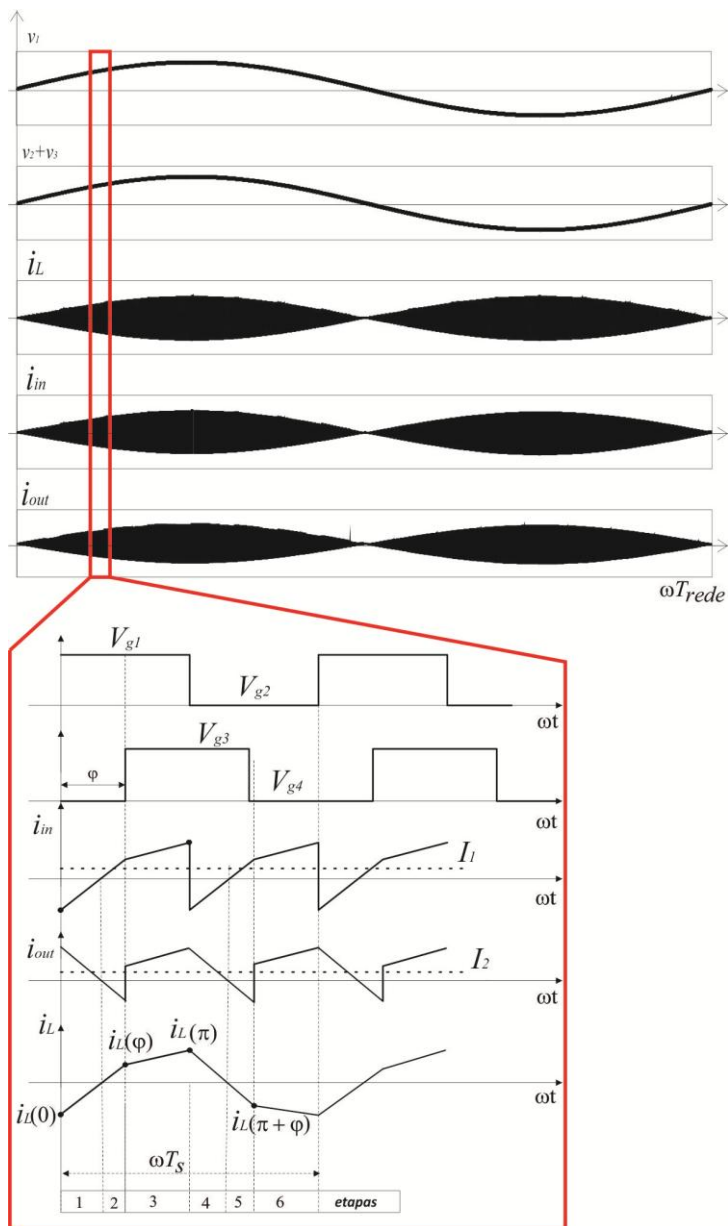 v1
v2+v3
iL
iin
iout
ωTrede
Vg1
Vg2
ωt
Vg3
φ
Vg4
ωt
iin
I1
ωt
iout
I2
ωt
iL
iL(φ)
iL(π)
ωt
iL(0)
iL(π + φ)
ωTs
1 2 3 4 5 6 etapas